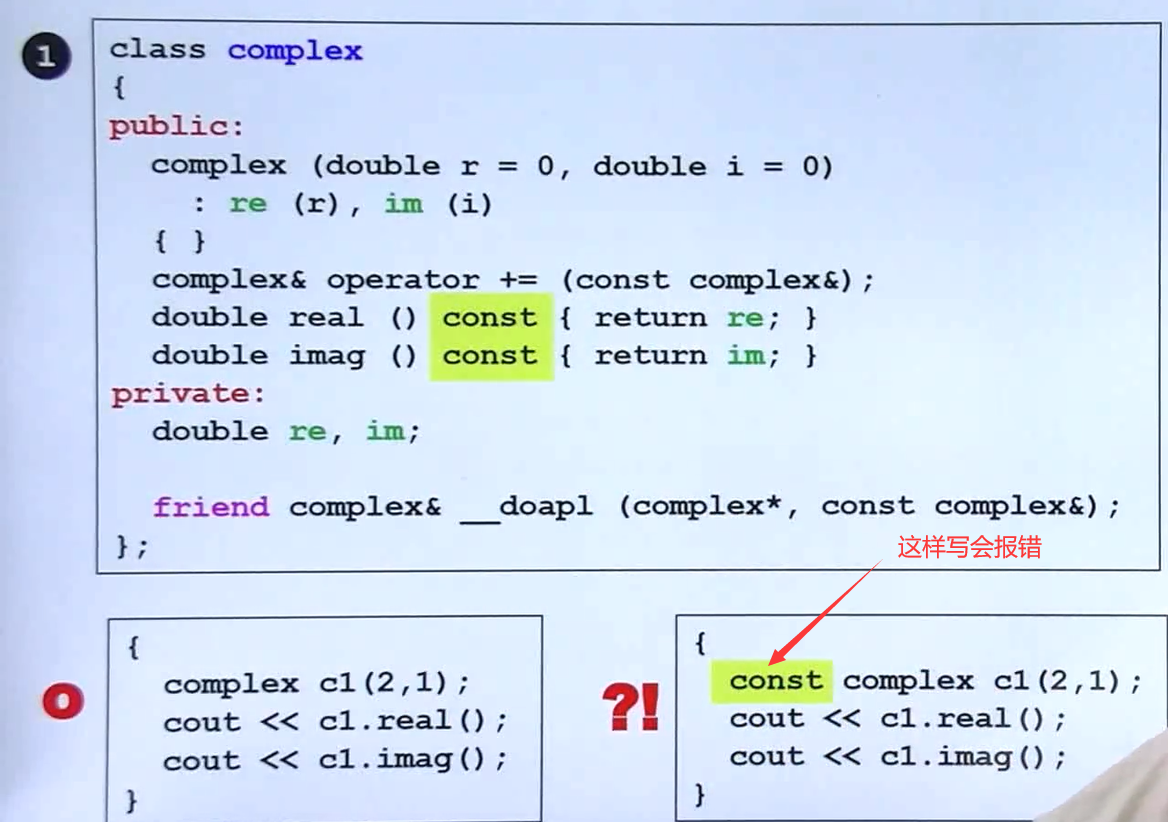 1
class complex
{
public:
complex (double r = 0, double i = 0)
: re (r), im (i)
{ }
complex& operator += (const complex&);
double real () const { return re; }
double imag () const { return im; }
private:
double re, im;
friend complex& __doapl (complex*, const complex&);
};
这样写会报错
{
complex c1(2,1);
cout << c1.real();
cout << c1.imag();
}
?!
{
const complex c1(2,1);
cout << c1.real();
cout << c1.imag();
}